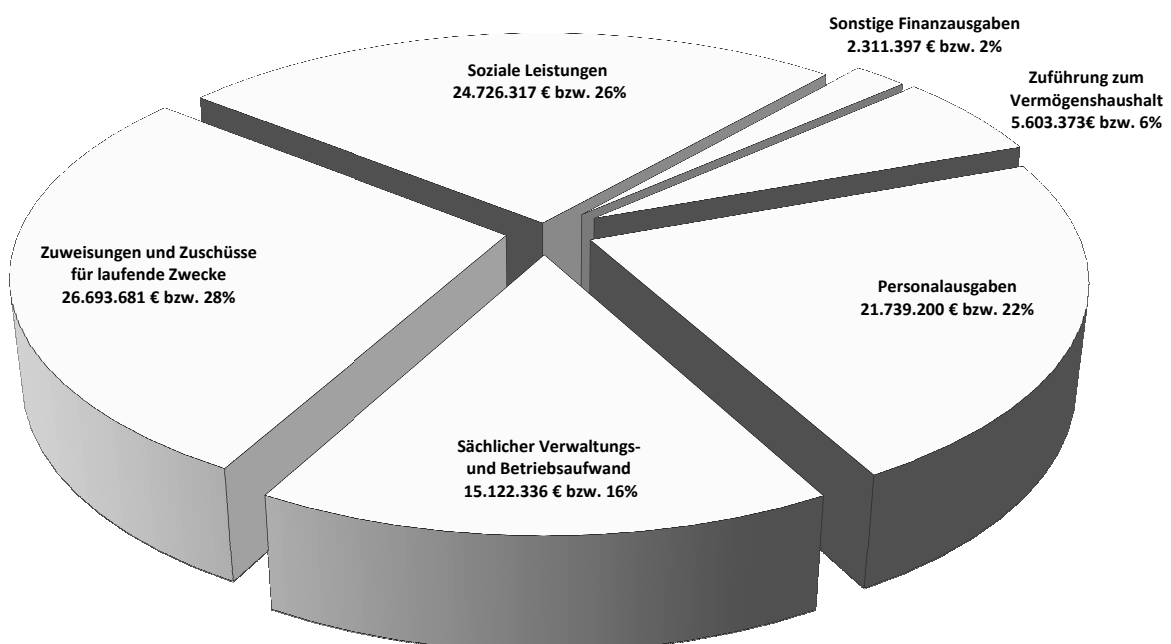 Sonstige Finanzausgaben
2.311.397 € bzw. 2%
Soziale Leistungen
24.726.317 € bzw. 26%
Zuführung zum
Vermögenshaushalt
5.603.373€ bzw. 6%
Zuweisungen und Zuschüsse
für laufende Zwecke
26.693.681 € bzw. 28%
Personalausgaben
21.739.200 € bzw. 22%
Sächlicher Verwaltungs-
und Betriebsaufwand
15.122.336 € bzw. 16%